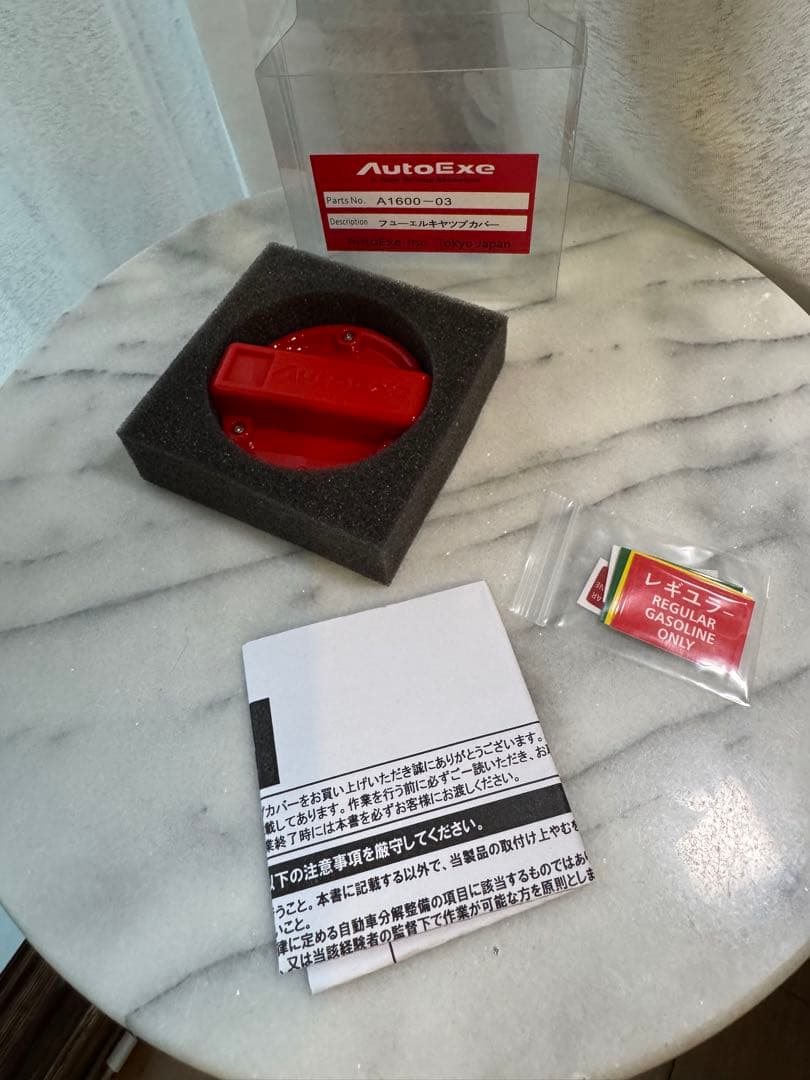 AutoExe
Parts No. A1600-03
Description フューエルキャップカバー
AutoExe Inc. Tokyo Japan
AutoExe
レギュラー
REGULAR
GASOLINE
ONLY
カバーをお買い上げいただき誠にありがとうございます。
載してあります。作業を行う前に必ずご一読いただき、お
業終了時には本書を必ずお客様にお渡しください。
以下の注意事項を厳守してください。
うこと。本書に記載する以外で、当製品の取付け上やむを
いこと。
律に定める自動車分解整備の項目に該当するものではあ
、又は当該経験者の監督下で作業が可能な方を原則としま